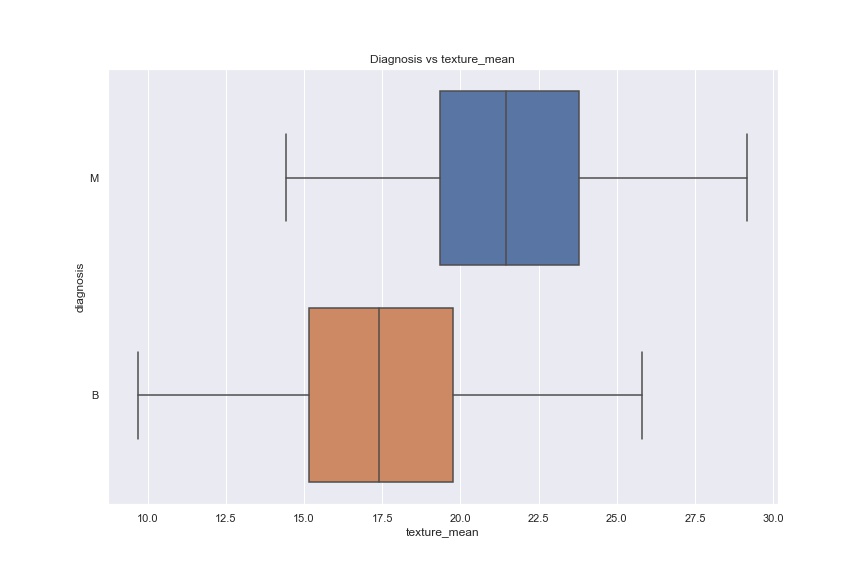 Diagnosis vs texture_mean
M
diagnosis
B
10.0 12.5 15.0 17.5 20.0 22.5 25.0 27.5 30.0
texture_mean